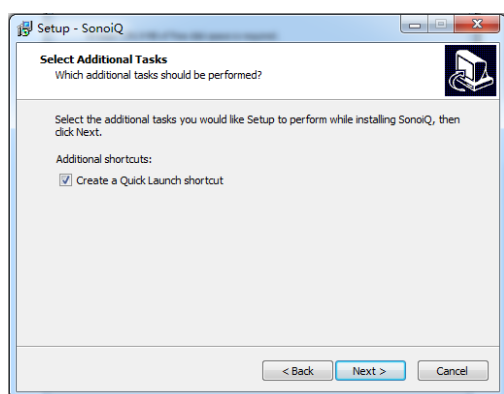 Setup - SonoiQ
Select Additional Tasks
Which additional tasks should be performed?
Select the additional tasks you would like Setup to perform while installing SonoiQ, then
click Next.
Additional shortcuts:
Create a Quick Launch shortcut
< Back
Next >
Cancel